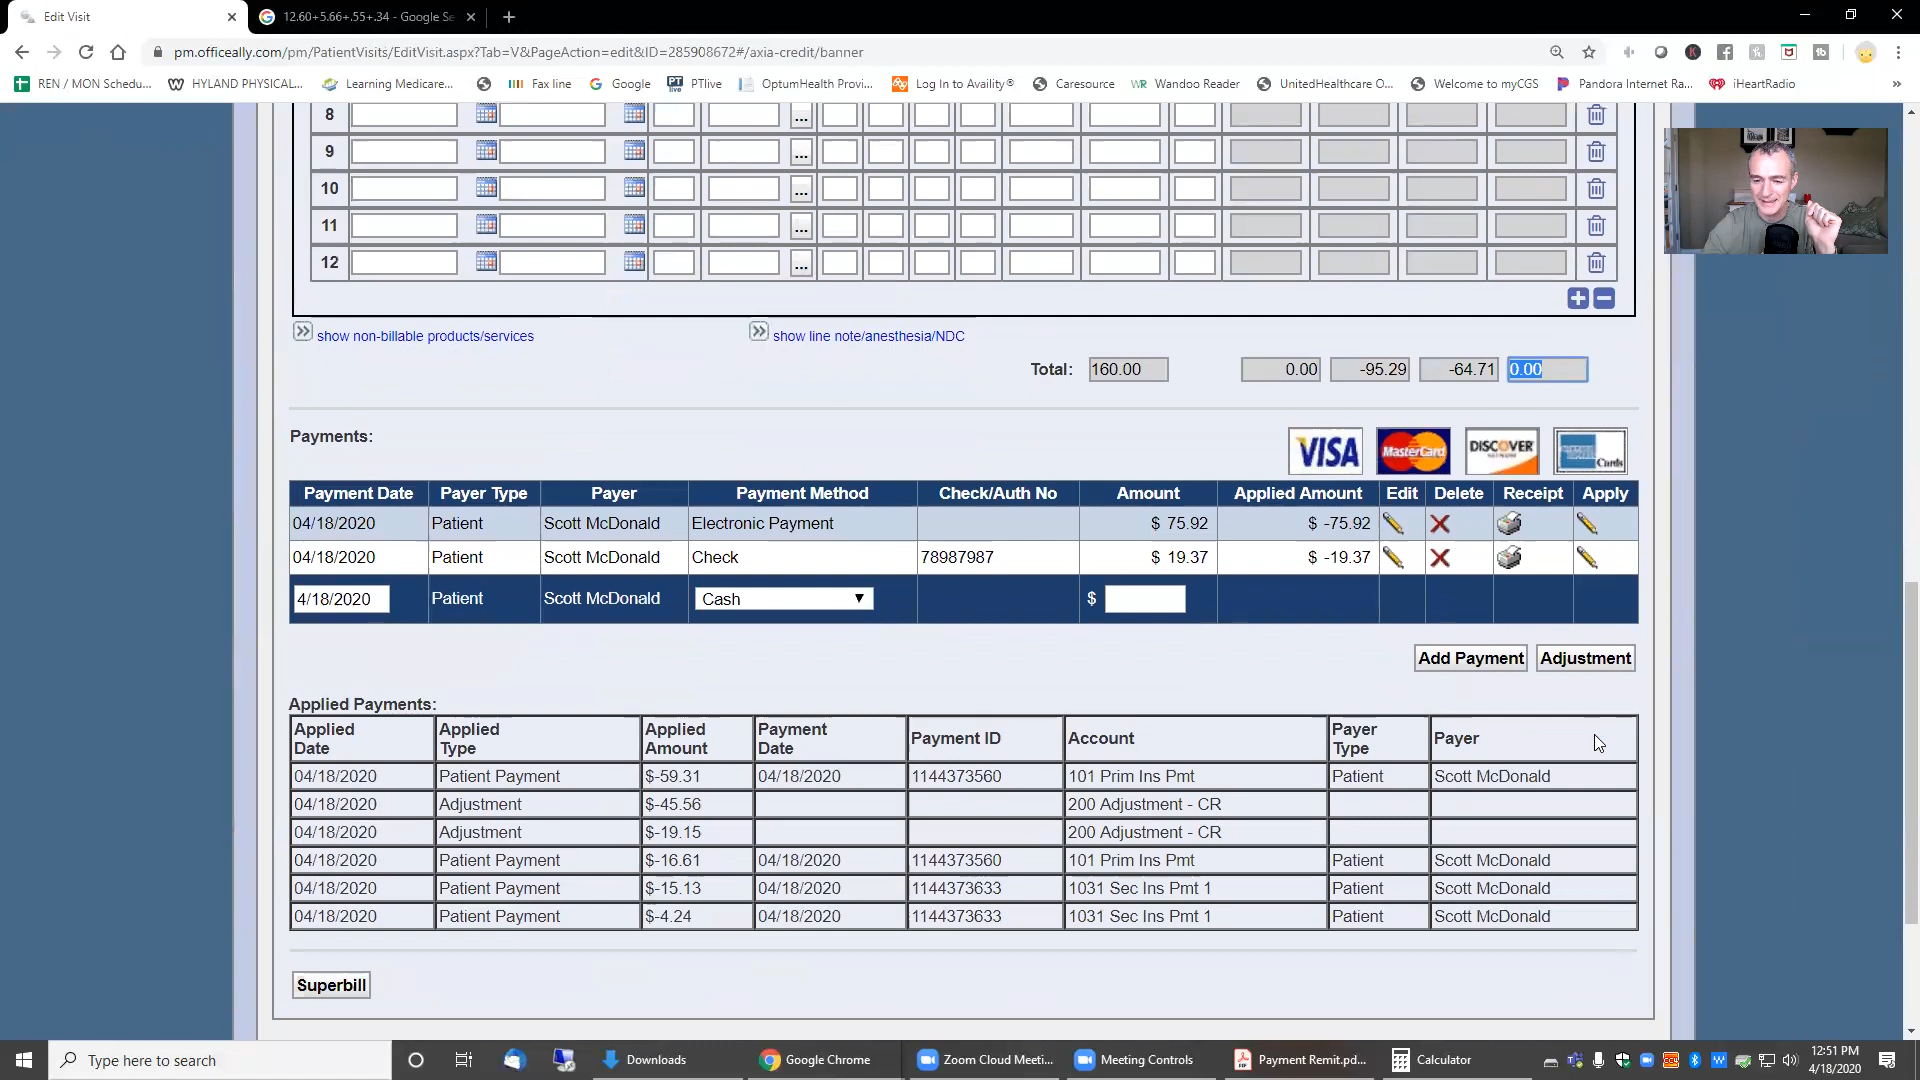 Edit Visit
12.60+5.66+.55+.34 - Google Se
pm.officeally.com/pm/PatientVisits/EditVisit.aspx?Tab=V&PageAction=edit&ID=285908672#/axia-credit/banner
REN / MON Schedu... HYLAND PHYSICAL... Learning Medicare... Fax line Google PTlive OptumHealth Provi... Log In to Availity® Caresource Wandoo Reader UnitedHealthcare O... Welcome to myCGS Pandora Internet Ra... iHeartRadio
8 ...
9 ...
10 ...
11 ...
12 ...
show non-billable products/services show line note/anesthesia/NDC
Total: 160.00 0.00 -95.29 -64.71 0.00
Payments: VISA MasterCard DISCOVER Cards
Payment Date Payer Type Payer Payment Method Check/Auth No Amount Applied Amount Edit Delete Receipt Apply
04/18/2020 Patient Scott McDonald Electronic Payment $ 75.92 $ -75.92
04/18/2020 Patient Scott McDonald Check 78987987 $ 19.37 $ -19.37
4/18/2020 Patient Scott McDonald Cash $
Add Payment Adjustment
Applied Payments:
Applied Date Applied Type Applied Amount Payment Date Payment ID Account Payer Type Payer
04/18/2020 Patient Payment $-59.31 04/18/2020 1144373560 101 Prim Ins Pmt Patient Scott McDonald
04/18/2020 Adjustment $-45.56 200 Adjustment - CR
04/18/2020 Adjustment $-19.15 200 Adjustment - CR
04/18/2020 Patient Payment $-16.61 04/18/2020 1144373560 101 Prim Ins Pmt Patient Scott McDonald
04/18/2020 Patient Payment $-15.13 04/18/2020 1144373633 1031 Sec Ins Pmt 1 Patient Scott McDonald
04/18/2020 Patient Payment $-4.24 04/18/2020 1144373633 1031 Sec Ins Pmt 1 Patient Scott McDonald
Superbill
Type here to search Downloads Google Chrome Zoom Cloud Meeti... Meeting Controls Payment Remit.pd... Calculator 12:51 PM
4/18/2020